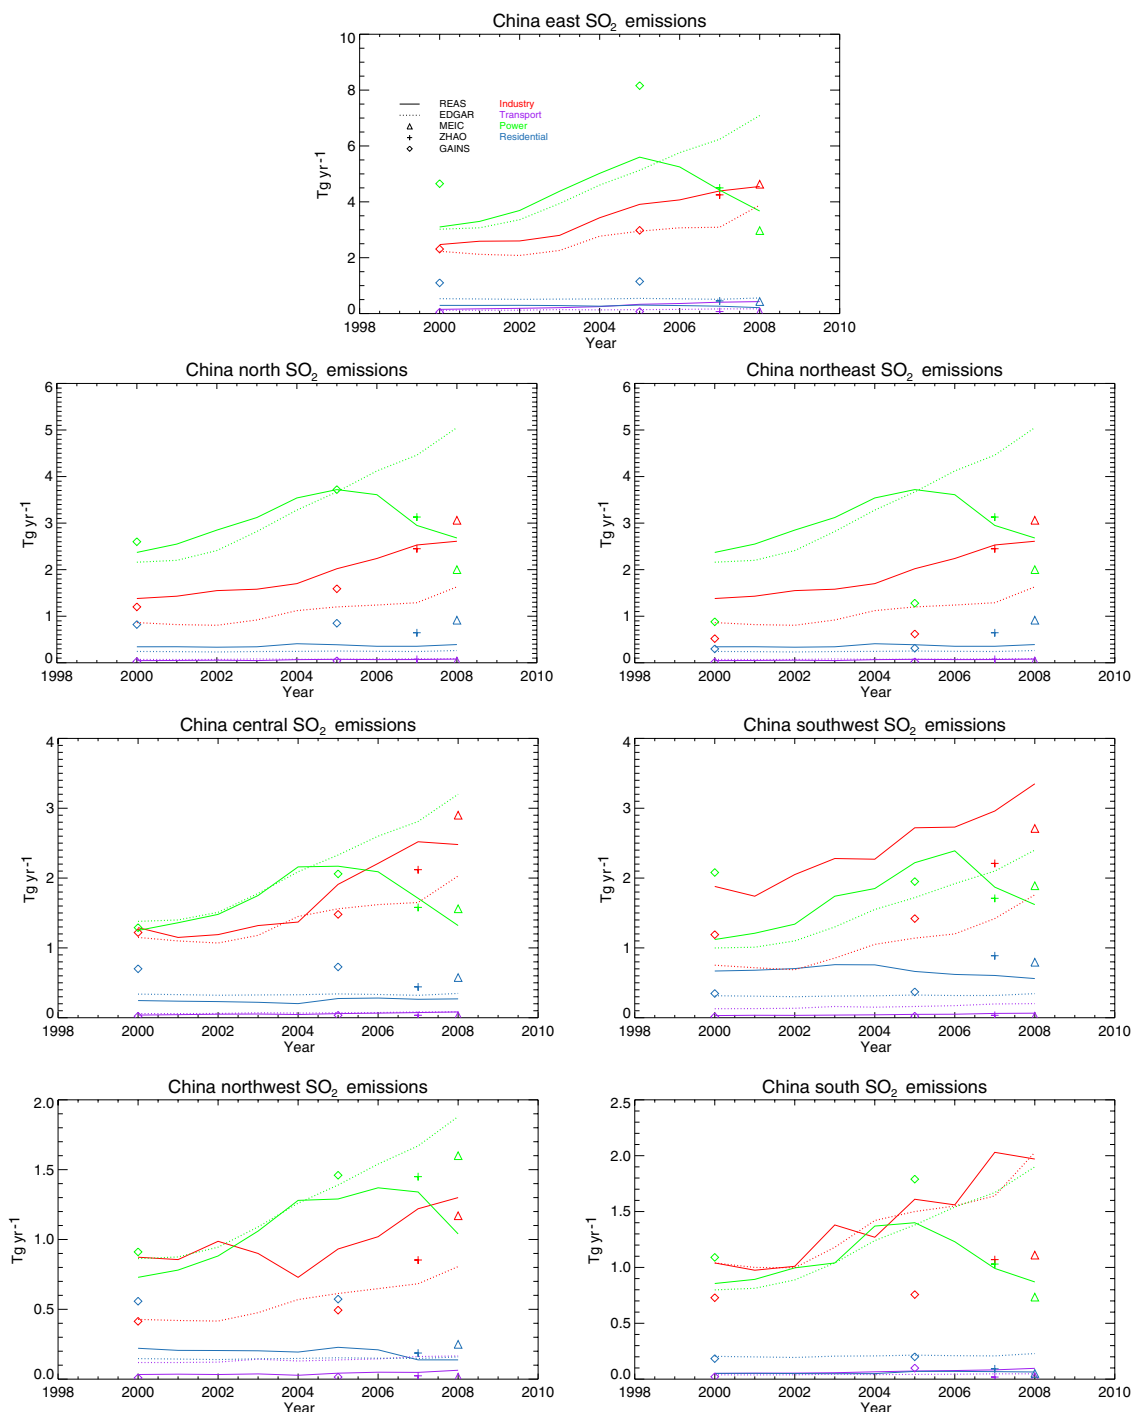 China east SO2 emissions
10
8
6
4
2
0
Tg yr-1
REAS Industry
EDGAR Transport
MEIC Power
ZHAO Residential
GAINS
1998 2000 2002 2004 2006 2008 2010
Year
China north SO2 emissions
6
5
4
3
2
1
0
Tg yr-1
1998 2000 2002 2004 2006 2008 2010
Year
China northeast SO2 emissions
6
5
4
3
2
1
0
Tg yr-1
1998 2000 2002 2004 2006 2008 2010
Year
China central SO2 emissions
4
3
2
1
0
Tg yr-1
1998 2000 2002 2004 2006 2008 2010
Year
China southwest SO2 emissions
4
3
2
1
0
Tg yr-1
1998 2000 2002 2004 2006 2008 2010
Year
China northwest SO2 emissions
2.0
1.5
1.0
0.5
0.0
Tg yr-1
1998 2000 2002 2004 2006 2008 2010
Year
China south SO2 emissions
2.5
2.0
1.5
1.0
0.5
0.0
Tg yr-1
1998 2000 2002 2004 2006 2008 2010
Year